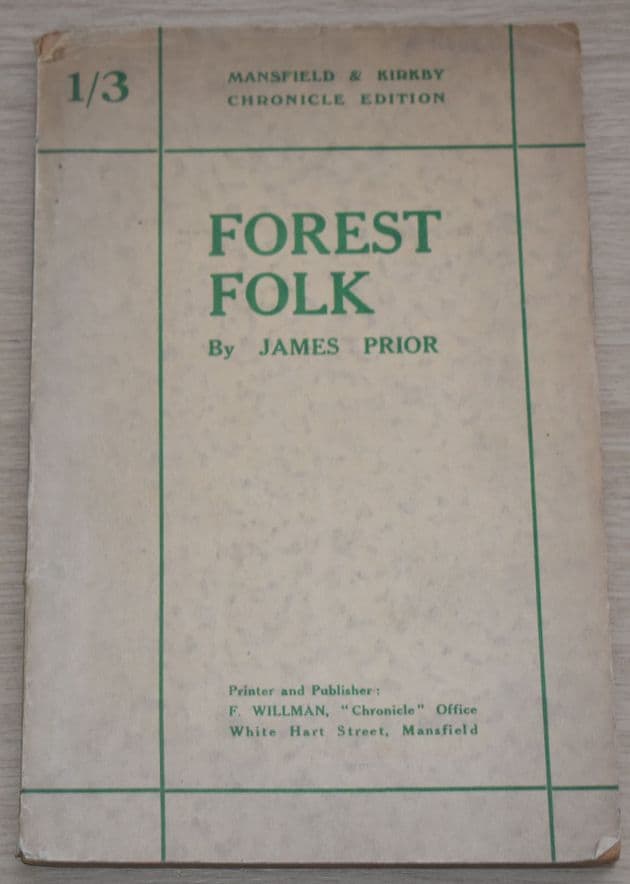 1/3
MANSFIELD & KIRKBY
CHRONICLE EDITION
FOREST
FOLK
By JAMES PRIOR
Printer and Publisher:
F. WILLMAN, "Chronicle" Office
White Hart Street, Mansfield